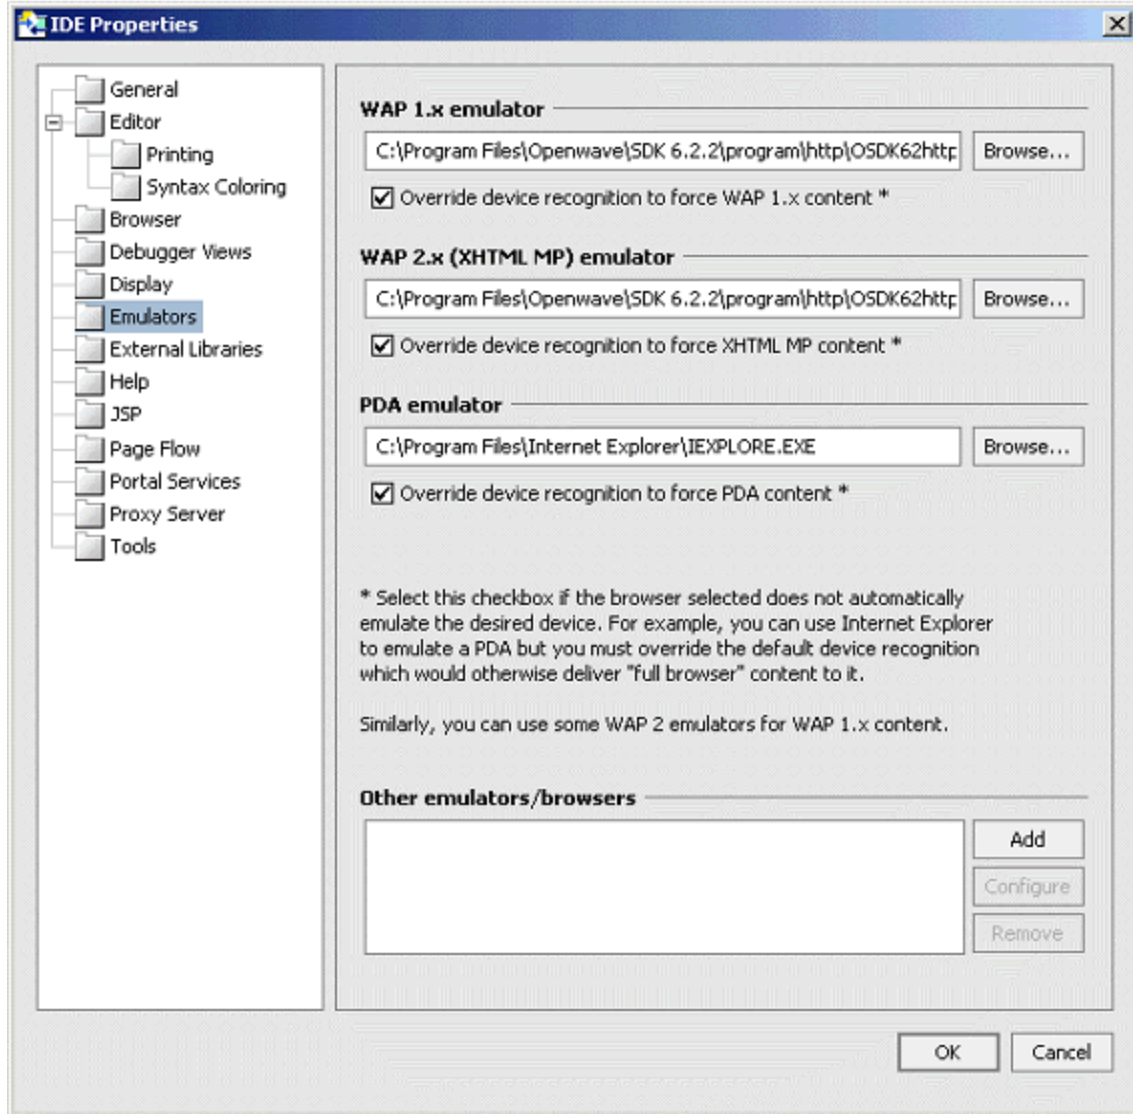 IDE Properties
General
Editor
Printing
Syntax Coloring
Browser
Debugger Views
Display
Emulators
External Libraries
Help
JSP
Page Flow
Portal Services
Proxy Server
Tools
WAP 1.x emulator
C:\Program Files\Openwave\SDK 6.2.2\program\http\OSDK62http
Browse...
Override device recognition to force WAP 1.x content *
WAP 2.x (XHTML MP) emulator
C:\Program Files\Openwave\SDK 6.2.2\program\http\OSDK62http
Browse...
Override device recognition to force XHTML MP content *
PDA emulator
C:\Program Files\Internet Explorer\IEXPLORE.EXE
Browse...
Override device recognition to force PDA content *
* Select this checkbox if the browser selected does not automatically
emulate the desired device. For example, you can use Internet Explorer
to emulate a PDA but you must override the default device recognition
which would otherwise deliver "full browser" content to it.
Similarly, you can use some WAP 2 emulators for WAP 1.x content.
Other emulators/browsers
Add
Configure
Remove
OK
Cancel